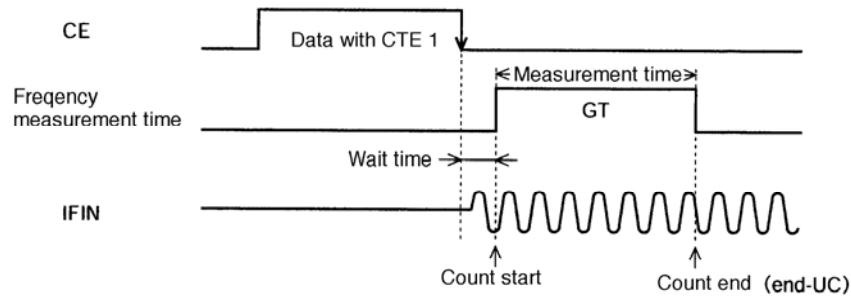 CE
Data with CTE 1
Measurement time
Freqency
measurement time
GT
Wait time
IFIN
Count start
Count end (end-UC)